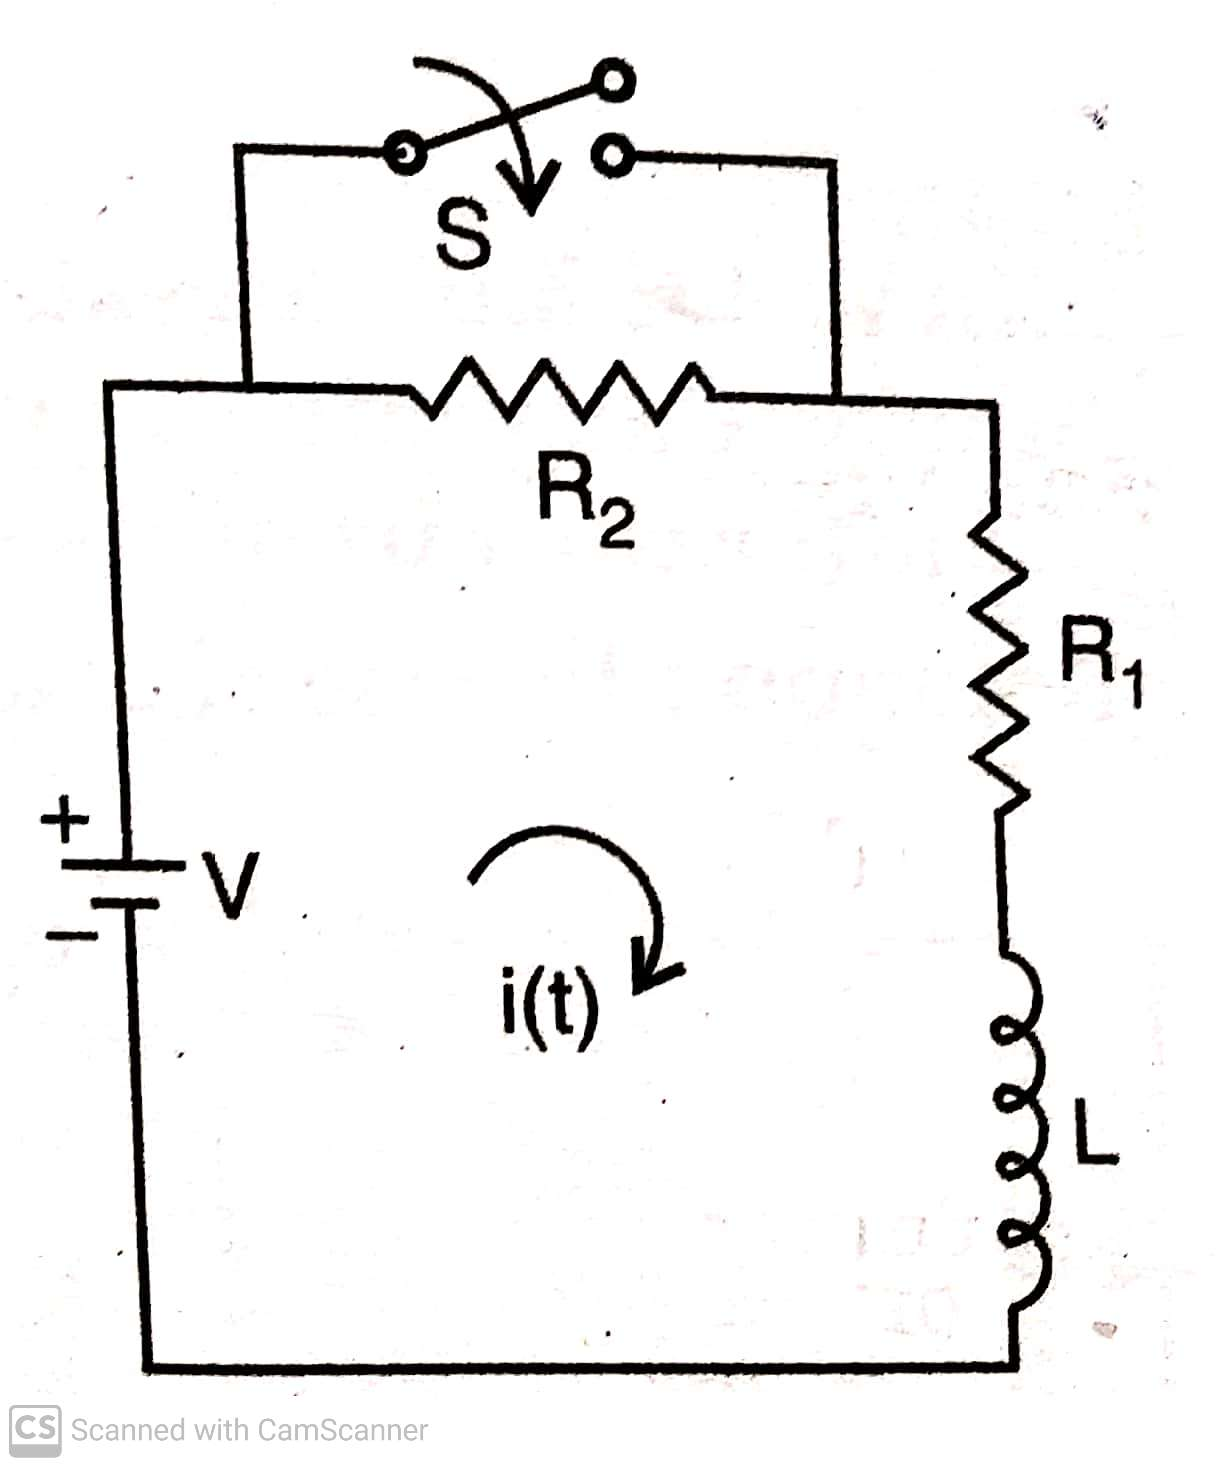 S
R2
R1
+
V
−
i(t)
L
CS Scanned with CamScanner